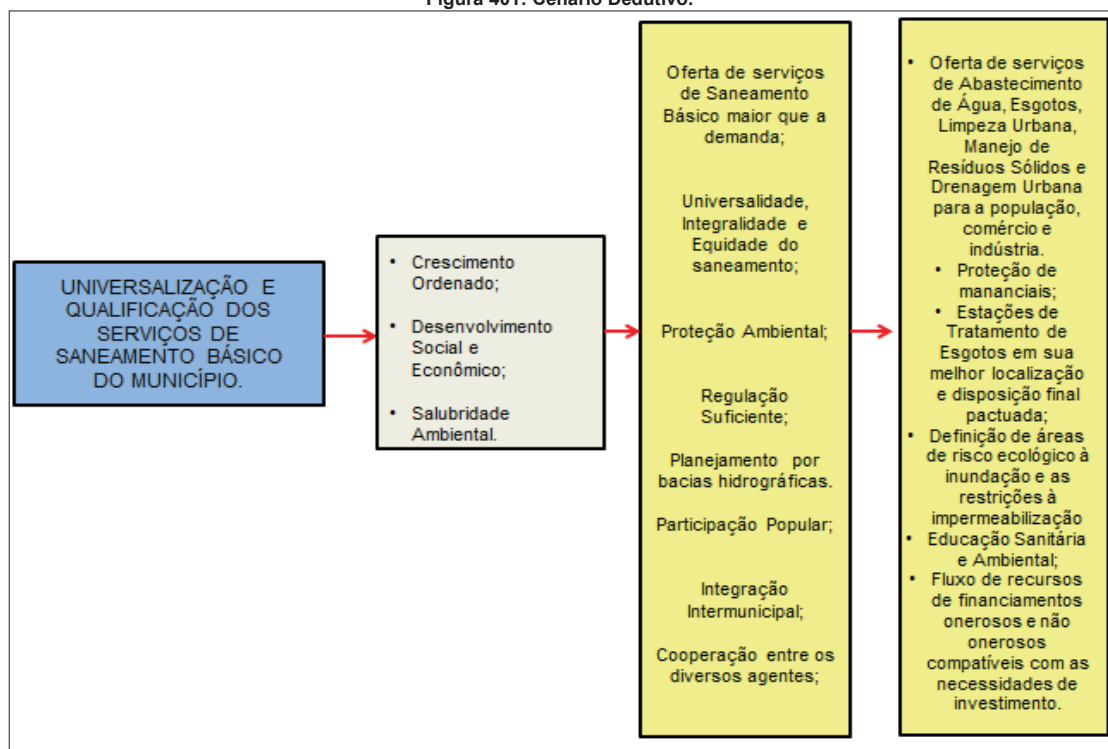 Figura 401: Cenário Dedutivo.
UNIVERSALIZAÇÃO E
QUALIFICAÇÃO DOS
SERVIÇOS DE
SANEAMENTO BÁSICO
DO MUNICÍPIO.
• Crescimento
Ordenado;
• Desenvolvimento
Social e
Econômico;
• Salubridade
Ambiental.
Oferta de serviços
de Saneamento
Básico maior que a
demanda;
Universalidade,
Integralidade e
Equidade do
saneamento;
Proteção Ambiental;
Regulação
Suficiente;
Planejamento por
bacias hidrográficas.
Participação Popular;
Integração
Intermunicipal;
Cooperação entre os
diversos agentes;
• Oferta de serviços
de Abastecimento
de Água, Esgotos,
Limpeza Urbana,
Manejo de
Resíduos Sólidos e
Drenagem Urbana
para a população,
comércio e
indústria.
• Proteção de
mananciais;
• Estações de
Tratamento de
Esgotos em sua
melhor localização
e disposição final
pactuada;
• Definição de áreas
de risco ecológico à
inundação e as
restrições à
impermeabilização
• Educação Sanitária
e Ambiental;
• Fluxo de recursos
de financiamentos
onerosos e não
onerosos
compatíveis com as
necessidades de
investimento.